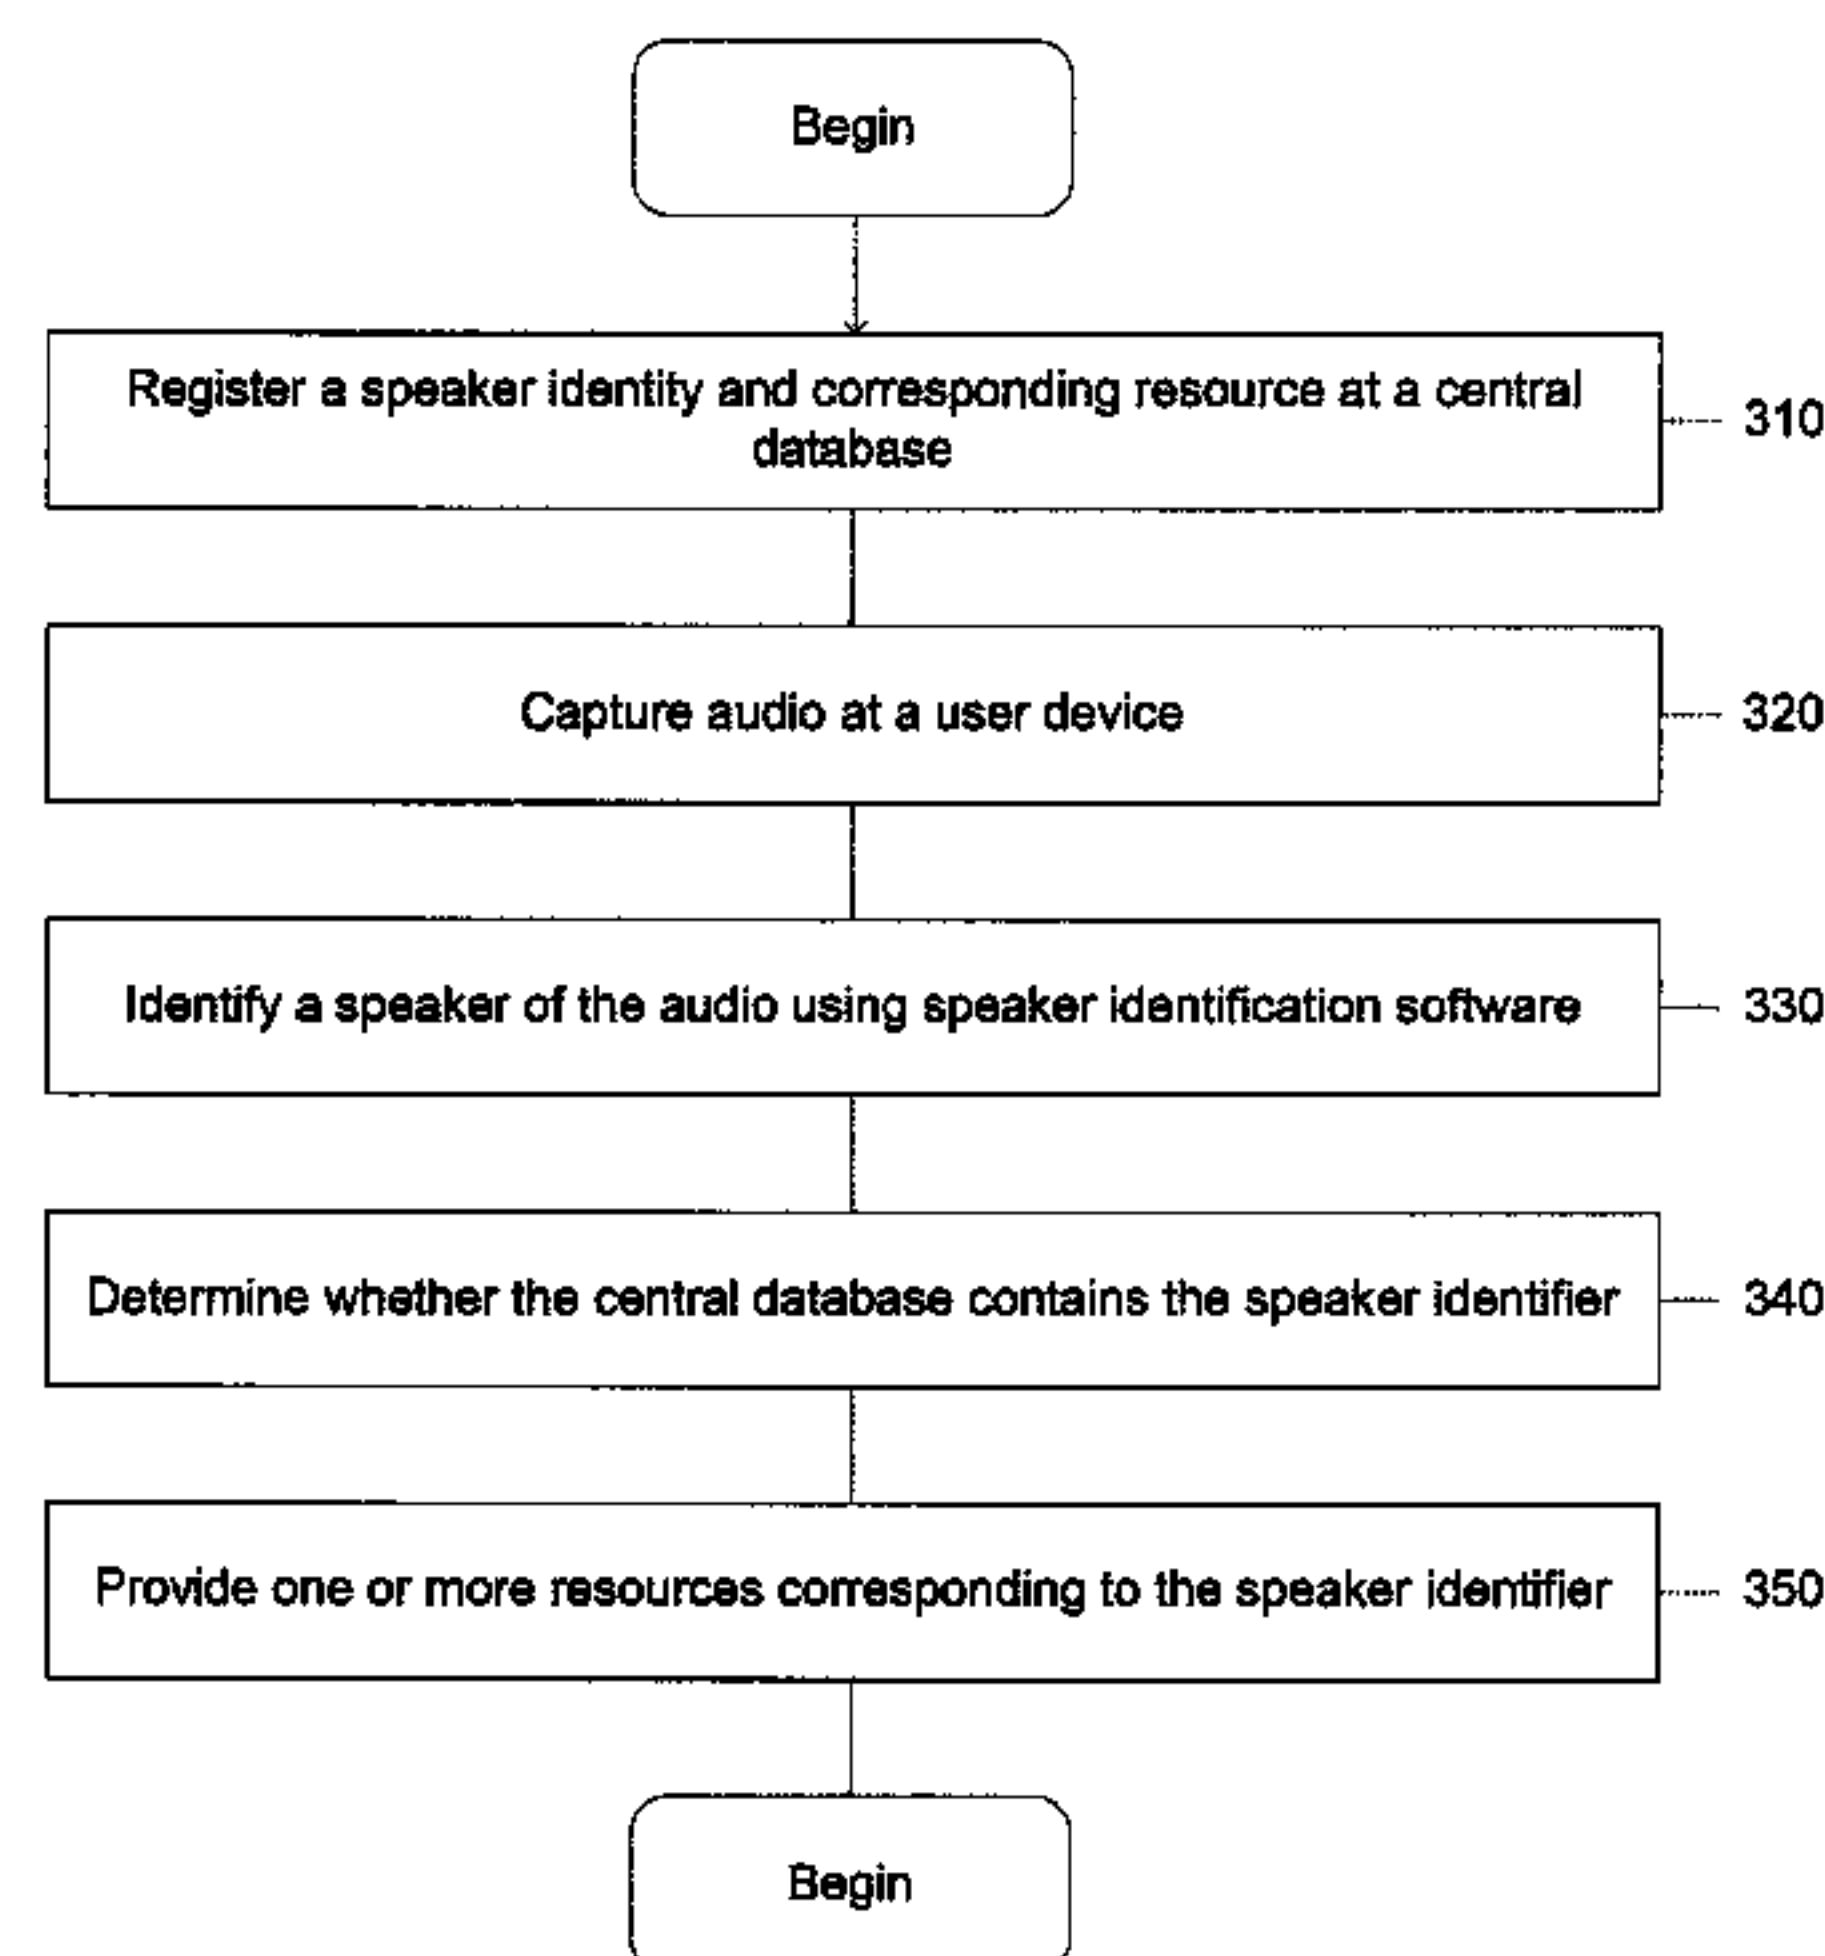 Begin
Register a speaker identity and corresponding resource at a central
database
310
Capture audio at a user device
320
Identify a speaker of the audio using speaker identification software
330
Determine whether the central database contains the speaker identifier
340
Provide one or more resources corresponding to the speaker identifier
350
Begin